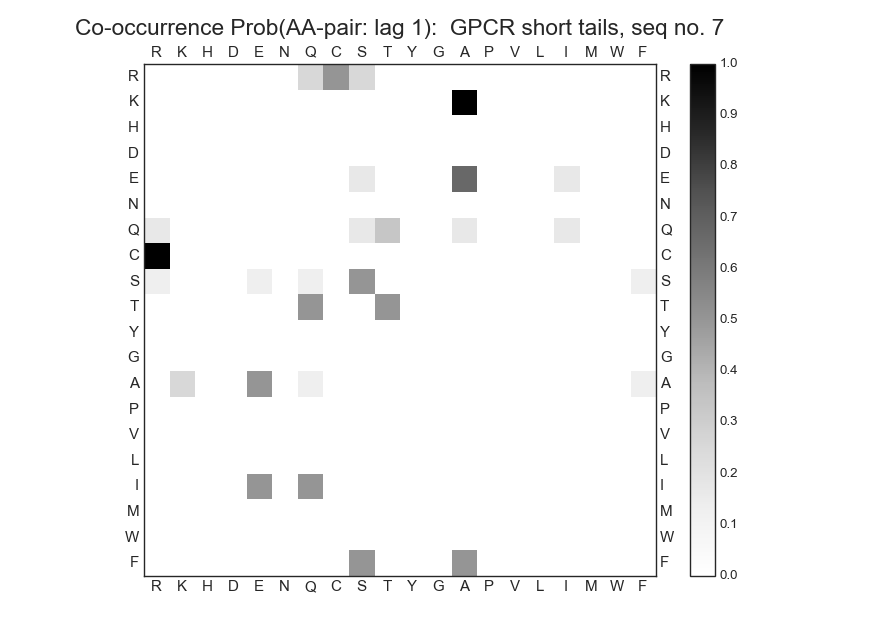 Co-occurrence Prob(AA-pair: lag 1):  GPCR short tails, seq no. 7
R K H D E N Q C S T Y G A P V L I M W F
R R 1.0
K K 0.9
H H
D D 0.8
E E
N N 0.7
Q Q
C C 0.6
S S
T T 0.5
Y Y
G G 0.4
A A
P P 0.3
V V
L L 0.2
I I
M M 0.1
W W
F F 0.0
R K H D E N Q C S T Y G A P V L I M W F